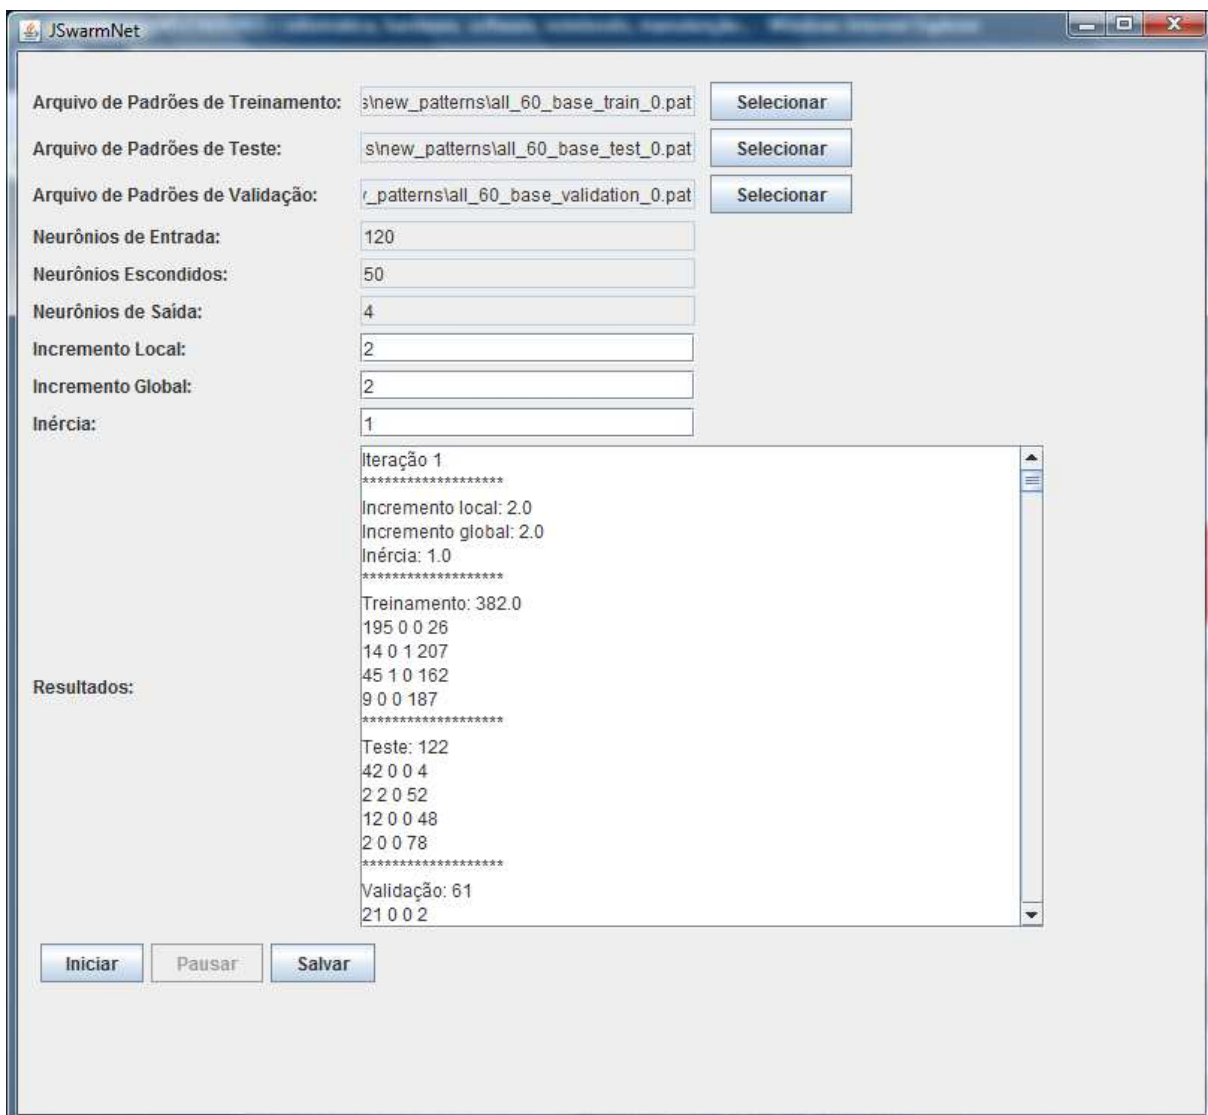 JSwarmNet
Arquivo de Padrões de Treinamento: s\new_patterns\all_60_base_train_0.pat Selecionar
Arquivo de Padrões de Teste: s\new_patterns\all_60_base_test_0.pat Selecionar
Arquivo de Padrões de Validação: _patterns\all_60_base_validation_0.pat Selecionar
Neurônios de Entrada: 120
Neurônios Escondidos: 50
Neurônios de Saída: 4
Incremento Local: 2
Incremento Global: 2
Inércia: 1
Iteração 1
*******************
Incremento local: 2.0
Incremento global: 2.0
Inércia: 1.0
*******************
Treinamento: 382.0
195 0 0 26
14 0 1 207
45 1 0 162
9 0 0 187
Resultados:
*******************
Teste: 122
42 0 0 4
2 2 0 52
12 0 0 48
2 0 0 78
*******************
Validação: 61
21 0 0 2
Iniciar Pausar Salvar